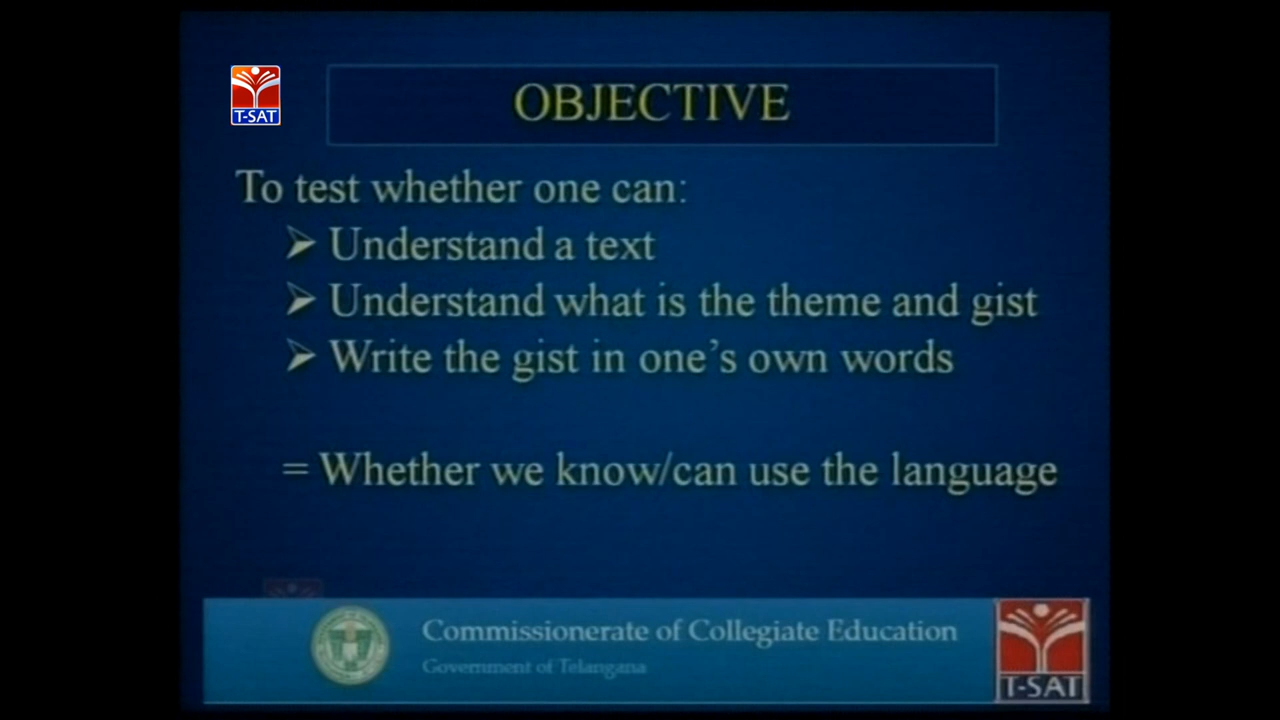 T-SAT
OBJECTIVE
To test whether one can:
➢ Understand a text
➢ Understand what is the theme and gist
➢ Write the gist in one’s own words
= Whether we know/can use the language
Commissionerate of Collegiate Education
Government of Telangana
T-SAT